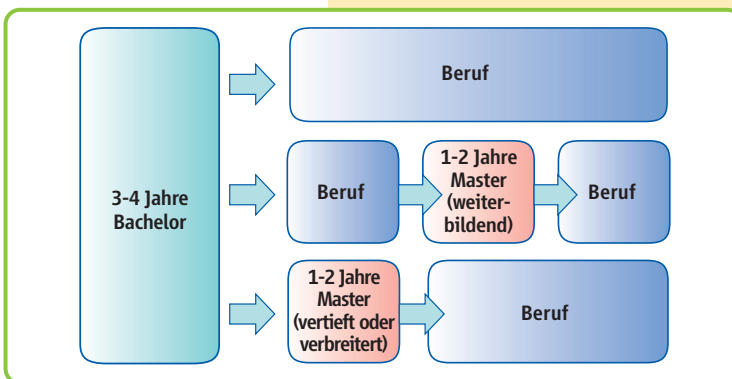 3-4 Jahre
Bachelor
Beruf
Beruf
1-2 Jahre
Master
(weiter-
bildend)
Beruf
1-2 Jahre
Master
(vertieft oder
verbreitert)
Beruf